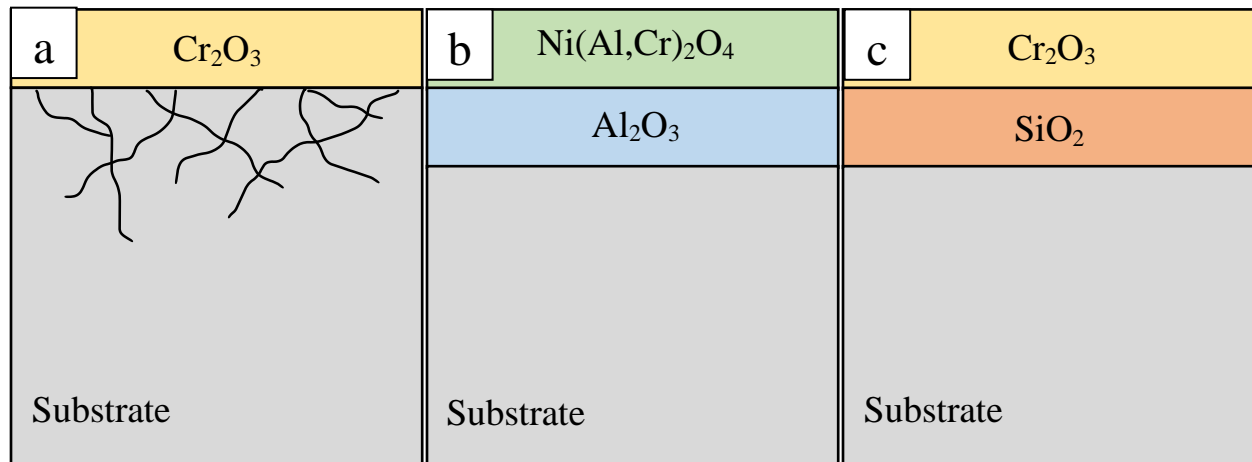 a
Cr₂O₃
Substrate
b
Ni(Al,Cr)₂O₄
Al₂O₃
Substrate
c
Cr₂O₃
SiO₂
Substrate